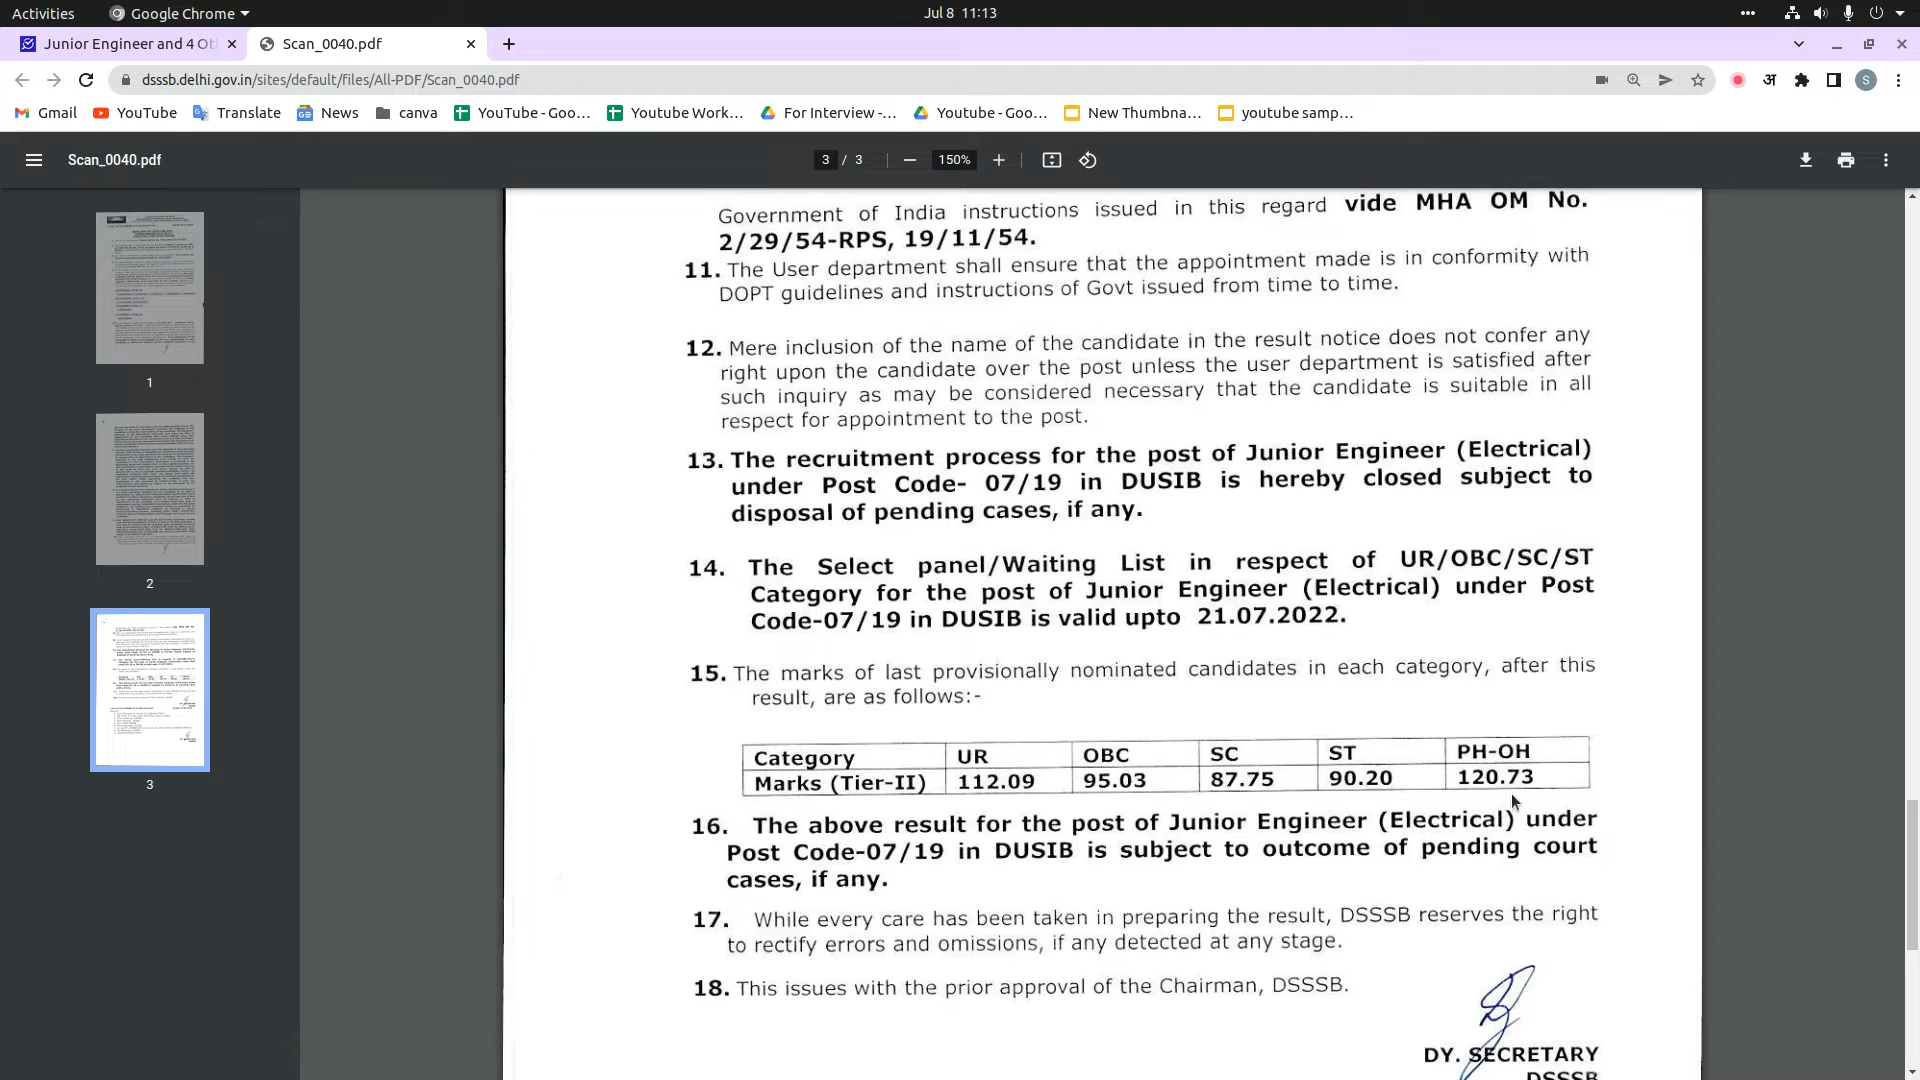 Activities
Google Chrome
Jul 8 11:13
Junior Engineer and 4 Ot
Scan_0040.pdf
dsssb.delhi.gov.in/sites/default/files/All-PDF/Scan_0040.pdf
अ
S
Gmail
YouTube
Translate
News
canva
YouTube - Goo...
Youtube Work...
For Interview -...
Youtube - Goo...
New Thumbna...
youtube samp...
Scan_0040.pdf
3 / 3
150%
1
2
3
Government of India instructions issued in this regard vide MHA OM No.
2/29/54-RPS, 19/11/54.
11. The User department shall ensure that the appointment made is in conformity with
DOPT guidelines and instructions of Govt issued from time to time.
12. Mere inclusion of the name of the candidate in the result notice does not confer any
right upon the candidate over the post unless the user department is satisfied after
such inquiry as may be considered necessary that the candidate is suitable in all
respect for appointment to the post.
13. The recruitment process for the post of Junior Engineer (Electrical)
under Post Code- 07/19 in DUSIB is hereby closed subject to
disposal of pending cases, if any.
14. The Select panel/Waiting List in respect of UR/OBC/SC/ST
Category for the post of Junior Engineer (Electrical) under Post
Code-07/19 in DUSIB is valid upto 21.07.2022.
15. The marks of last provisionally nominated candidates in each category, after this
result, are as follows:-
Category UR OBC SC ST PH-OH
Marks (Tier-II) 112.09 95.03 87.75 90.20 120.73
16. The above result for the post of Junior Engineer (Electrical) under
Post Code-07/19 in DUSIB is subject to outcome of pending court
cases, if any.
17. While every care has been taken in preparing the result, DSSSB reserves the right
to rectify errors and omissions, if any detected at any stage.
18. This issues with the prior approval of the Chairman, DSSSB.
DY. SECRETARY
DSSSB